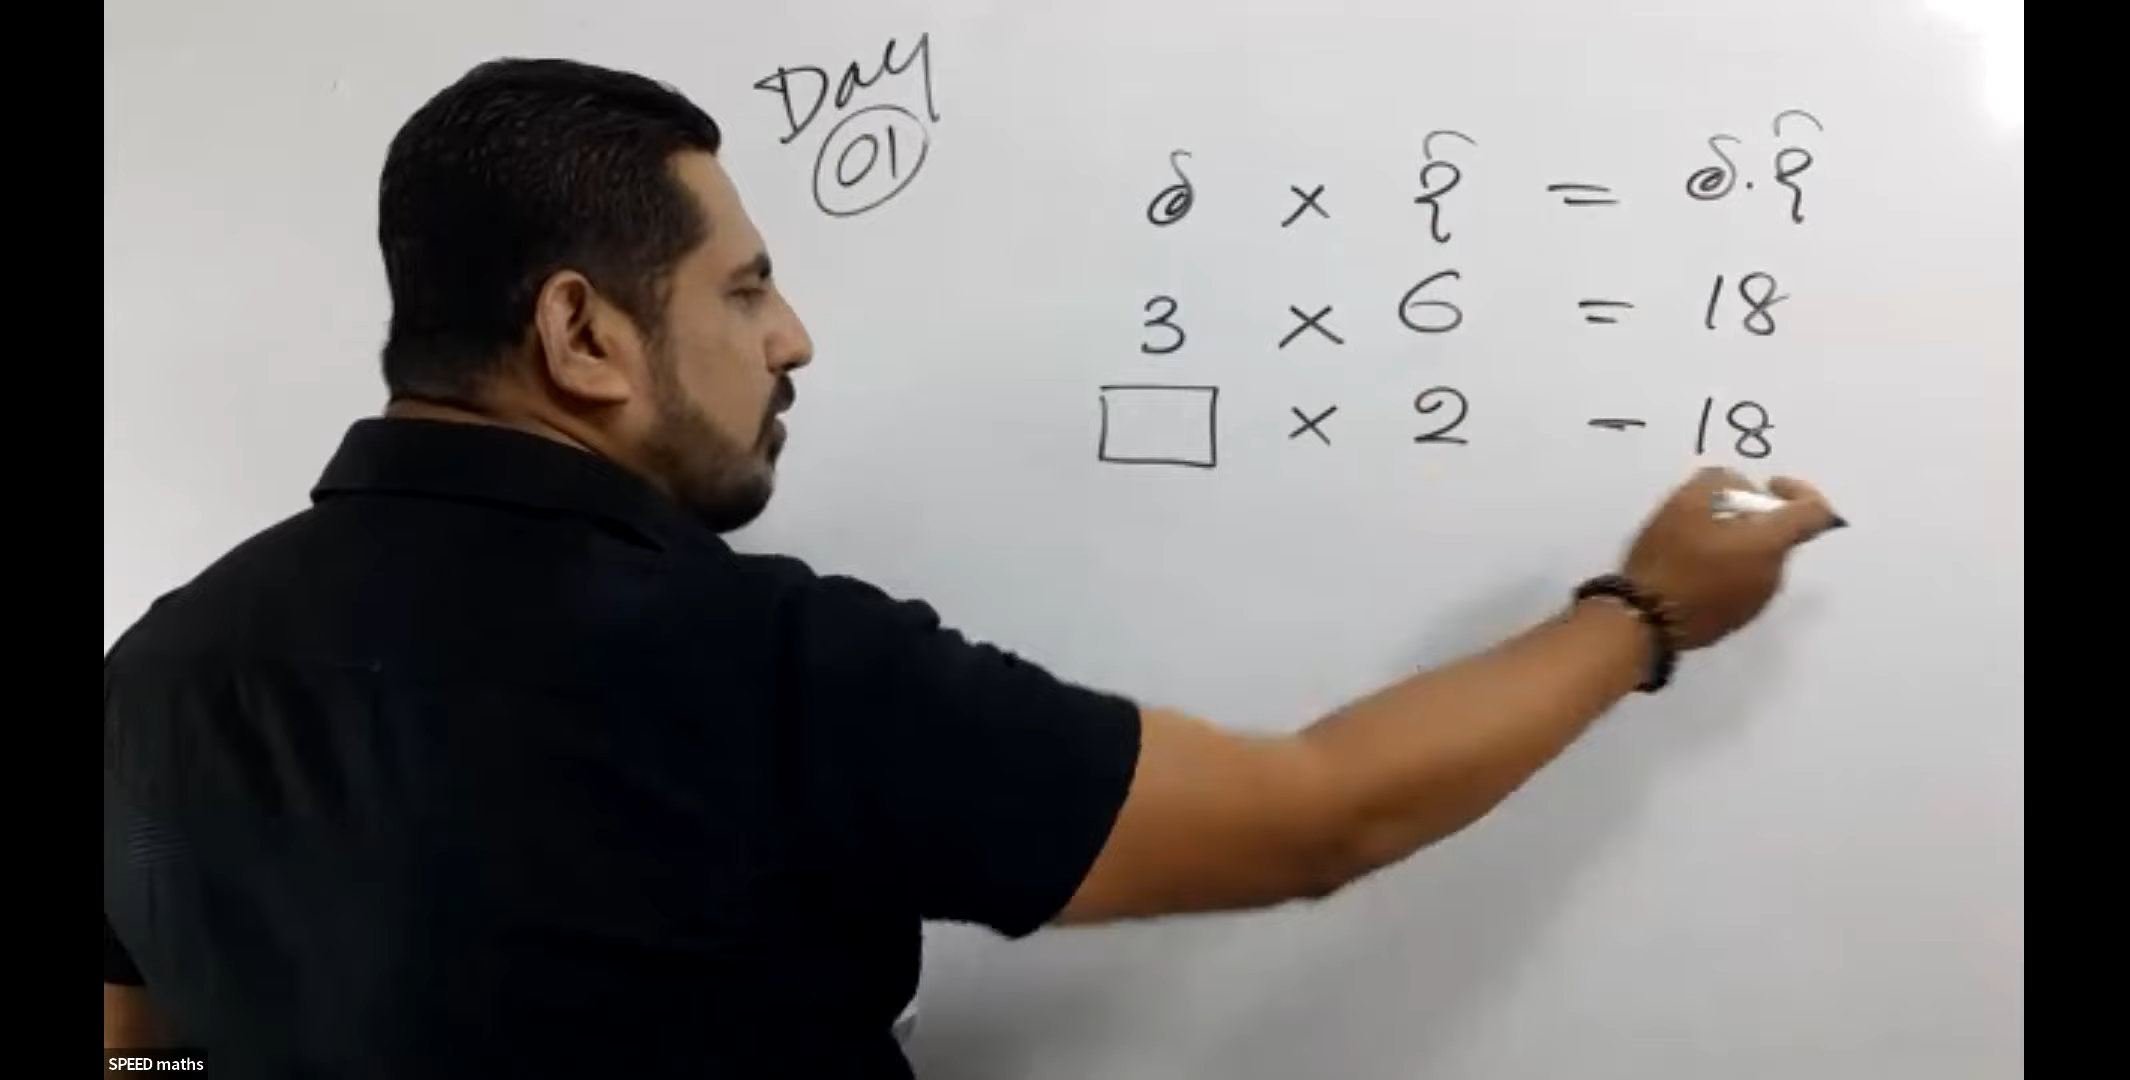 Day
01
මි × දි = මි.දි
3 × 6 = 18
□ × 2 - 18
SPEED maths